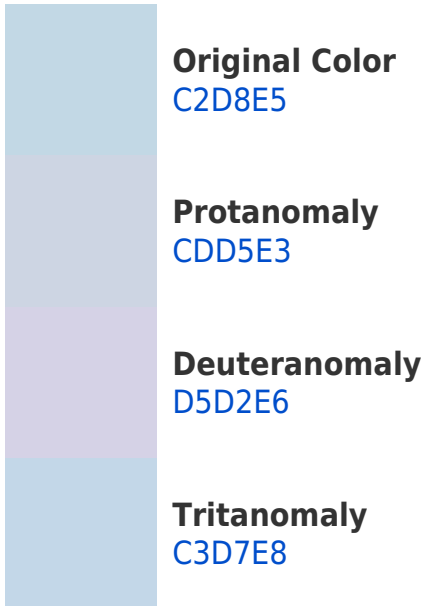 Original Color
C2D8E5
Protanomaly
CDD5E3
Deuteranomaly
D5D2E6
Tritanomaly
C3D7E8